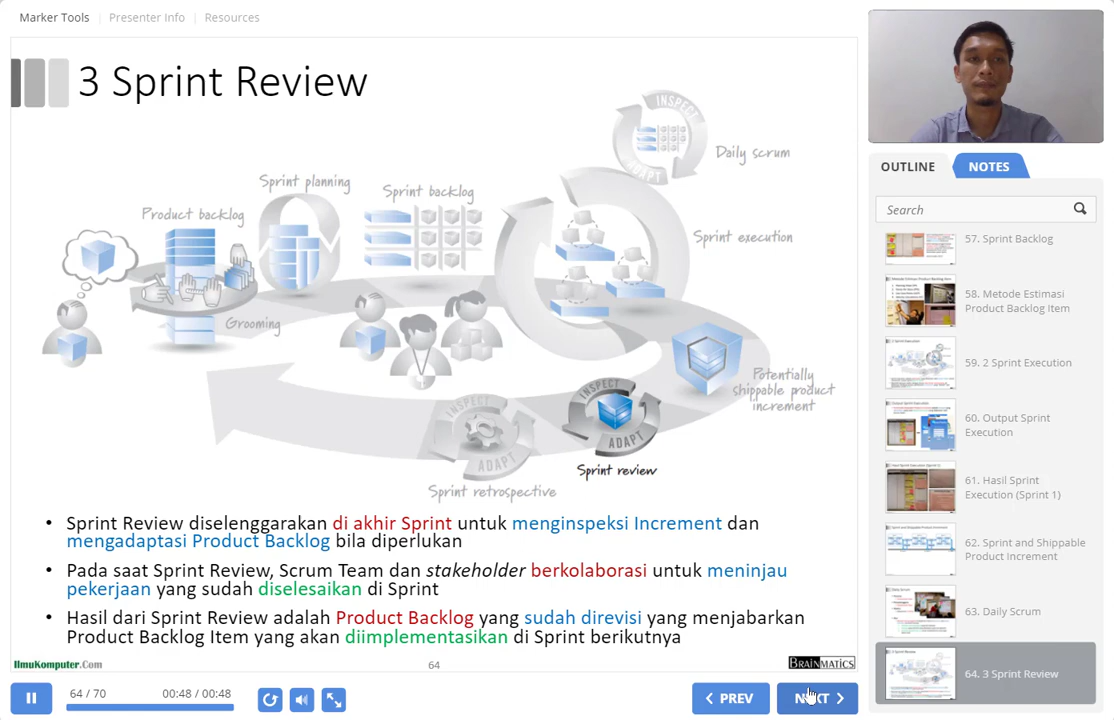 Marker Tools | Presenter Info | Resources
3 Sprint Review
INSPECT
ADAPT
Daily scrum
Sprint planning
Sprint backlog
Product backlog
Sprint execution
Grooming
Potentially
shippable product
increment
INSPECT
ADAPT
Sprint review
INSPECT
ADAPT
Sprint retrospective
• Sprint Review diselenggarakan di akhir Sprint untuk menginspeksi Increment dan
mengadaptasi Product Backlog bila diperlukan
• Pada saat Sprint Review, Scrum Team dan stakeholder berkolaborasi untuk meninjau
pekerjaan yang sudah diselesaikan di Sprint
• Hasil dari Sprint Review adalah Product Backlog yang sudah direvisi yang menjabarkan
Product Backlog Item yang akan diimplementasikan di Sprint berikutnya
IlmuKomputer.Com
64
BRAINMATICS
64 / 70
00:48 / 00:48
PREV
NEXT
OUTLINE
NOTES
Search
57. Sprint Backlog
58. Metode Estimasi
Product Backlog Item
59. 2 Sprint Execution
60. Output Sprint
Execution
61. Hasil Sprint
Execution (Sprint 1)
62. Sprint and Shippable
Product Increment
63. Daily Scrum
64. 3 Sprint Review